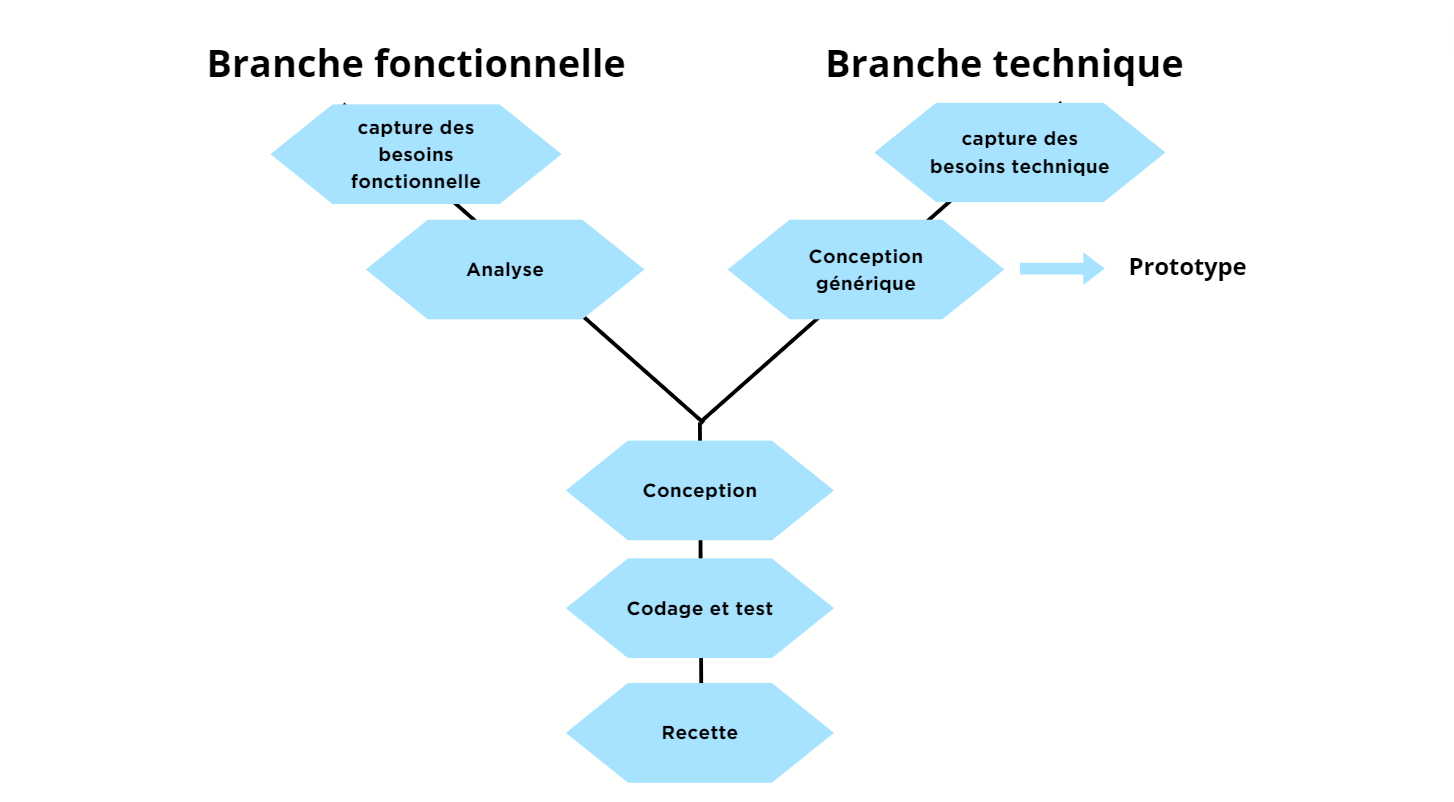 Branche fonctionnelle
Branche technique
capture des
besoins
fonctionnelle
capture des
besoins technique
Analyse
Conception
générique
Prototype
Conception
Codage et test
Recette